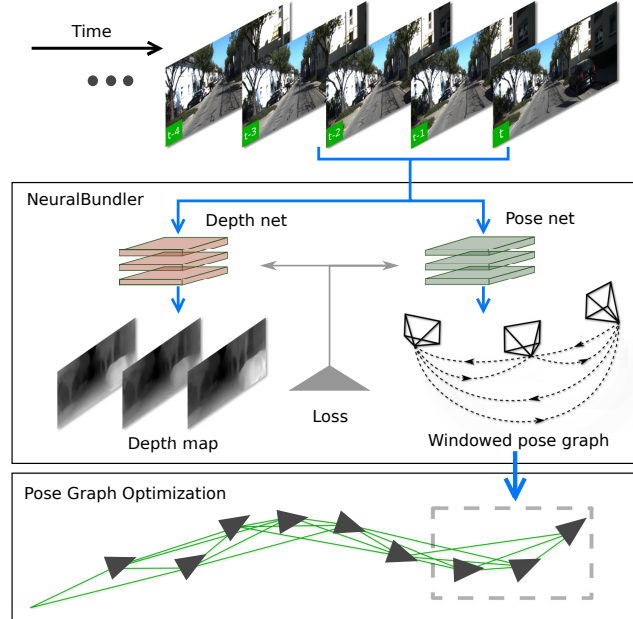 Time
t-4
t-3
t-2
t-1
t
NeuralBundler
Depth net
Pose net
Loss
Depth map
Windowed pose graph
Pose Graph Optimization